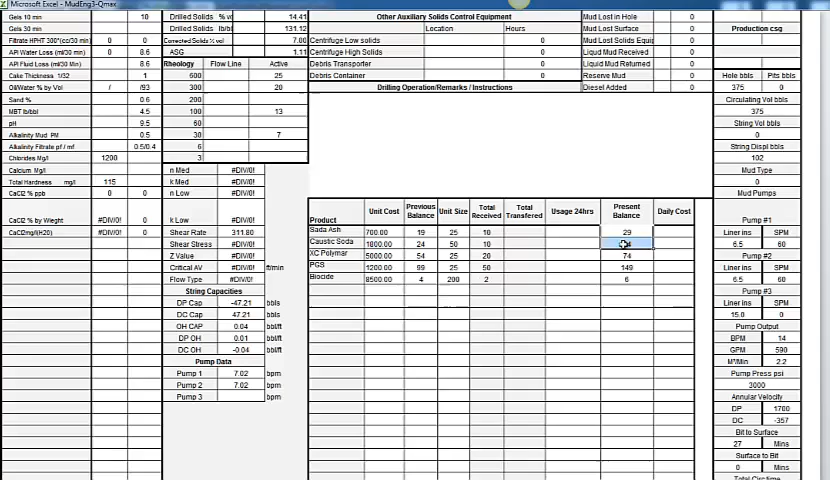 Microsoft Excel - MudEng3-Qmax
Gels 10 min 10 Drilled Solids % v 14.41 Other Auxiliary Solids Control Equipment Mud Lost in Hole 0
Gels 30 min Drilled Solids lb/b 131.12 Location Hours Mud Lost Surface 0 Production csg
Filtrate HPHT 300°(cc/30 min) 0 0 Corrected Solids % vol 7.00 Centrifuge Low solids 0 Mud Lost Solids Equip 0
API Water Loss (ml/30 min) 0 8.6 ASG 1.11 Centrifuge High Solids 0 Liqud Mud Received 0
API Fluid Loss (ml/30 Min) 8.6 Rheology Flow Line Active Debris Transporter 0 Liquid Mud Returned 0
Cake Thickness 1/32 1 600 25 Debris Container 0 Reserve Mud 0 Hole bbls Pits bbls
Oil/Water % by Vol / /93 300 20 Drilling Operation/Remarks / Instructions Diesel Added 0 375 0
Sand % 0.6 200 Circulating Vol bbls
MBT lb/bbl 4.5 100 13 375
pH 9.5 60 String Vol bbls
Alkalinity Mud PM 0.5 30 7 0
Alkalinity Filtrate pf / mf 0.5/0.4 6 String Displ bbls
Chlorides Mg/l 1200 3 102
Calcium Mg/l n Med #DIV/0! Mud Type
Total Hardness mg/l 115 k Med #DIV/0! 0
CaCl2 % ppb 0 0 n Low #DIV/0! Mud Pumps
Product Unit Cost Previous Balance Unit Size Total Received Total Transfered Usage 24hrs Present Balance Daily Cost
CaCl2 % by Wieght #DIV/0! 0 k Low #DIV/0! Pump #1
CaCl2mg/l(H20) #DIV/0! 0 Shear Rate 311.80 Sada Ash 700.00 19 25 10 29 Liner ins SPM
Shear Stress #DIV/0! Caustic Soda 1800.00 24 50 10 6.5 60
Z Value #DIV/0! XC Polymar 5000.00 54 25 20 74 Pump #2
Critical AV #DIV/0! ft/min PGS 1200.00 99 25 50 149 Liner ins SPM
Flow Type #DIV/0! Biocide 8500.00 4 200 2 6 6.5 60
String Capacities Pump #3
DP Cap -47.21 bbls Liner ins SPM
DC Cap 47.21 bbls 15.0 0
OH CAP 0.04 bbl/ft Pump Output
DP OH 0.01 bbl/ft BPM 14
DC OH -0.04 bbl/ft GPM 590
Pump Data M³/Min 2.2
Pump 1 7.02 bpm Pump Press psi
Pump 2 7.02 bpm 3000
Pump 3 bpm Annular Velocity
DP 1700
DC -357
Bit to Surface
27 Mins
Surface to Bit
0 Mins
Total Circ time